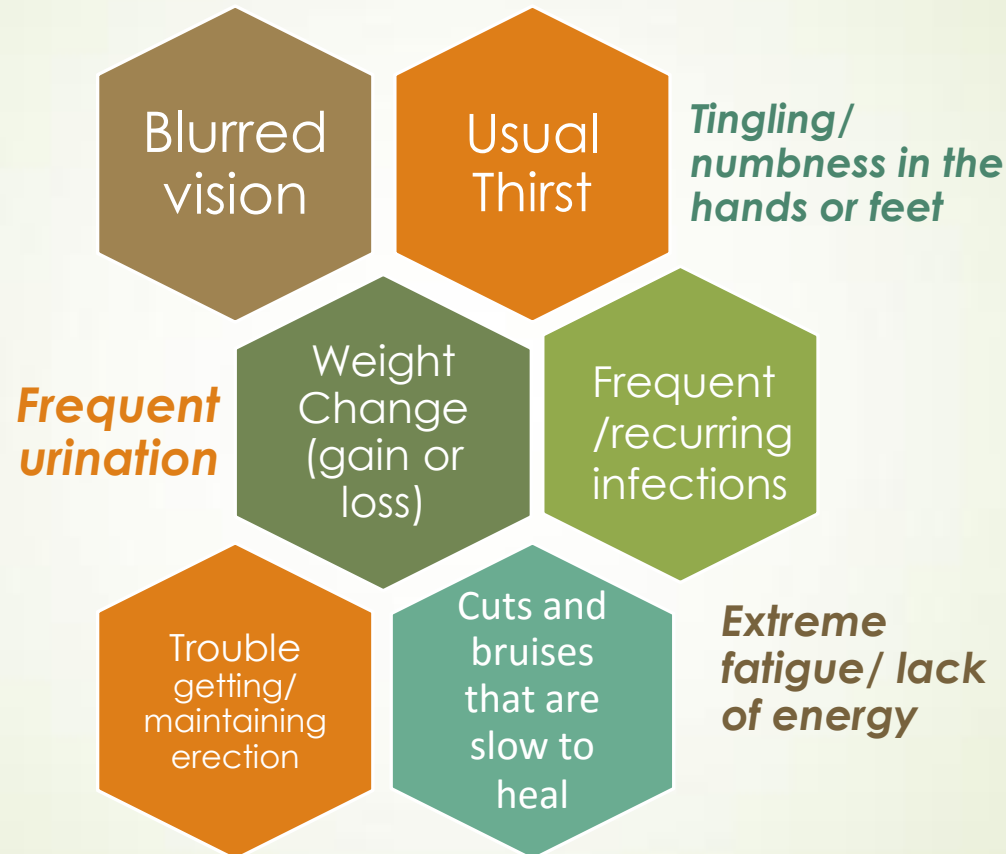 Blurred
vision
Usual
Thirst
Tingling/
numbness in the
hands or feet
Frequent
urination
Weight
Change
(gain or
loss)
Frequent
/recurring
infections
Trouble
getting/
maintaining
erection
Cuts and
bruises
that are
slow to
heal
Extreme
fatigue/ lack
of energy